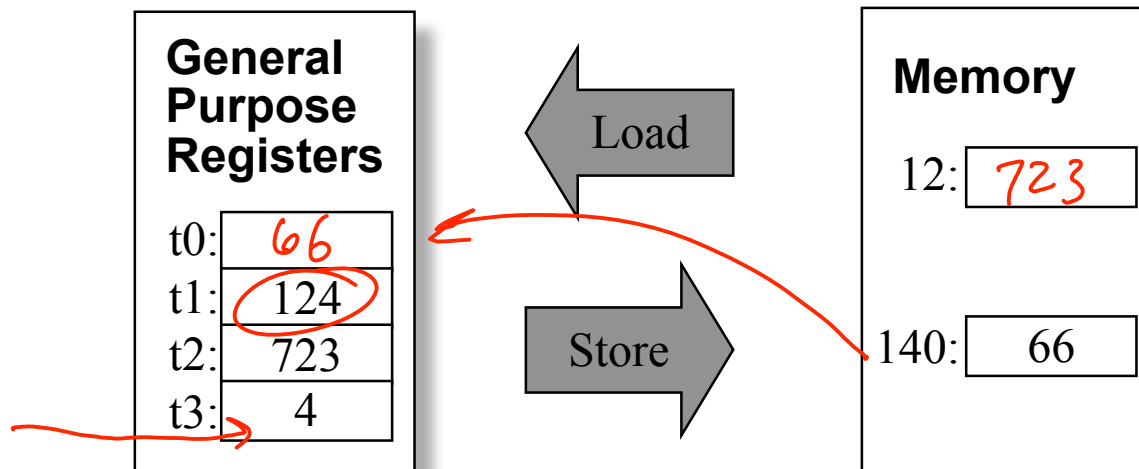 General
Purpose
Registers
t0: 66
t1: 124
t2: 723
t3: 4
Load
Store
Memory
12: 723
140: 66